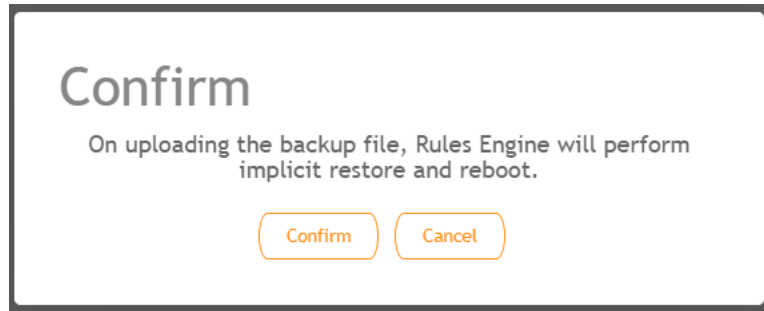 Confirm
On uploading the backup file, Rules Engine will perform
implicit restore and reboot.
Confirm Cancel